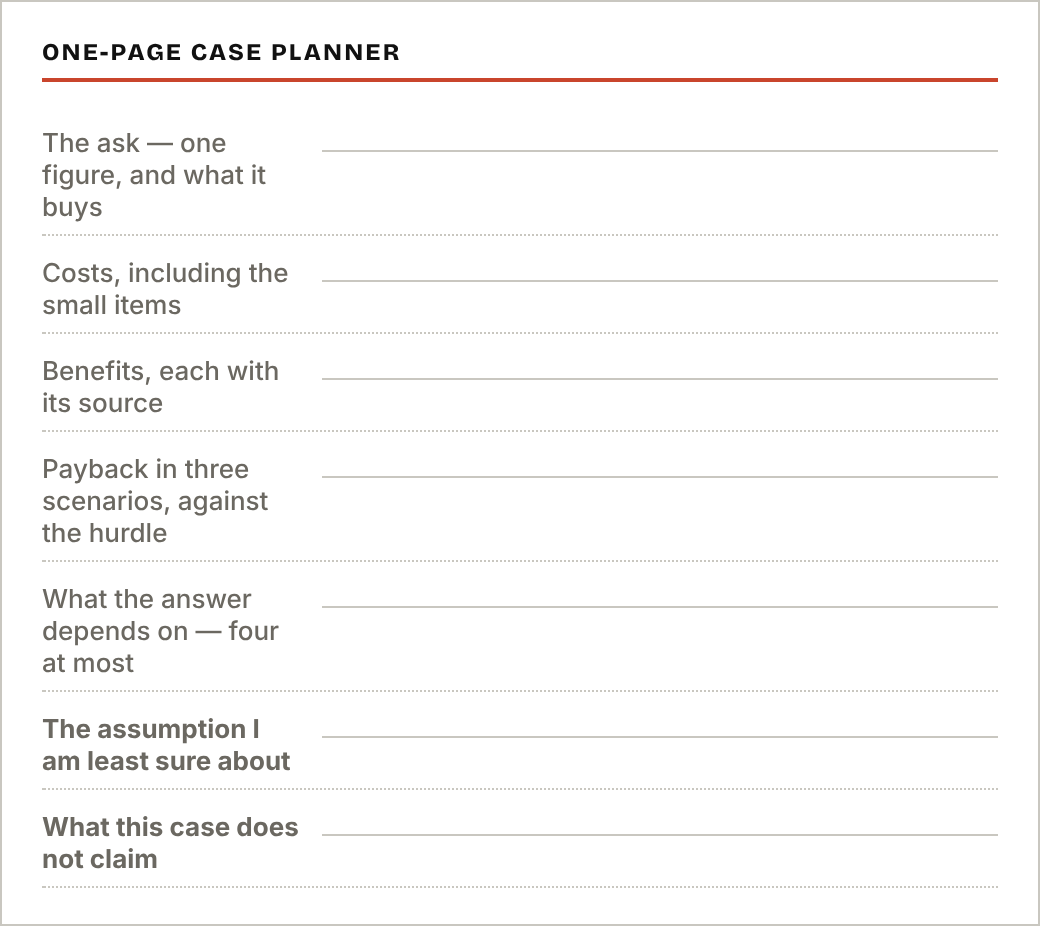 ONE-PAGE CASE PLANNER
The ask — one
figure, and what it
buys
Costs, including the
small items
Benefits, each with
its source
Payback in three
scenarios, against
the hurdle
What the answer
depends on — four
at most
The assumption I
am least sure about
What this case does
not claim